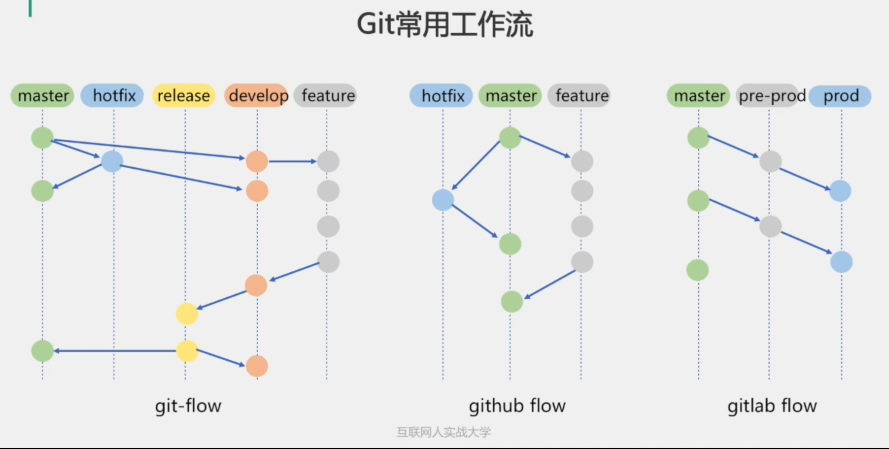 Git常用工作流
master hotfix release develop feature
hotfix master feature
master pre-prod prod
git-flow
github flow
gitlab flow
互联网人实战大学